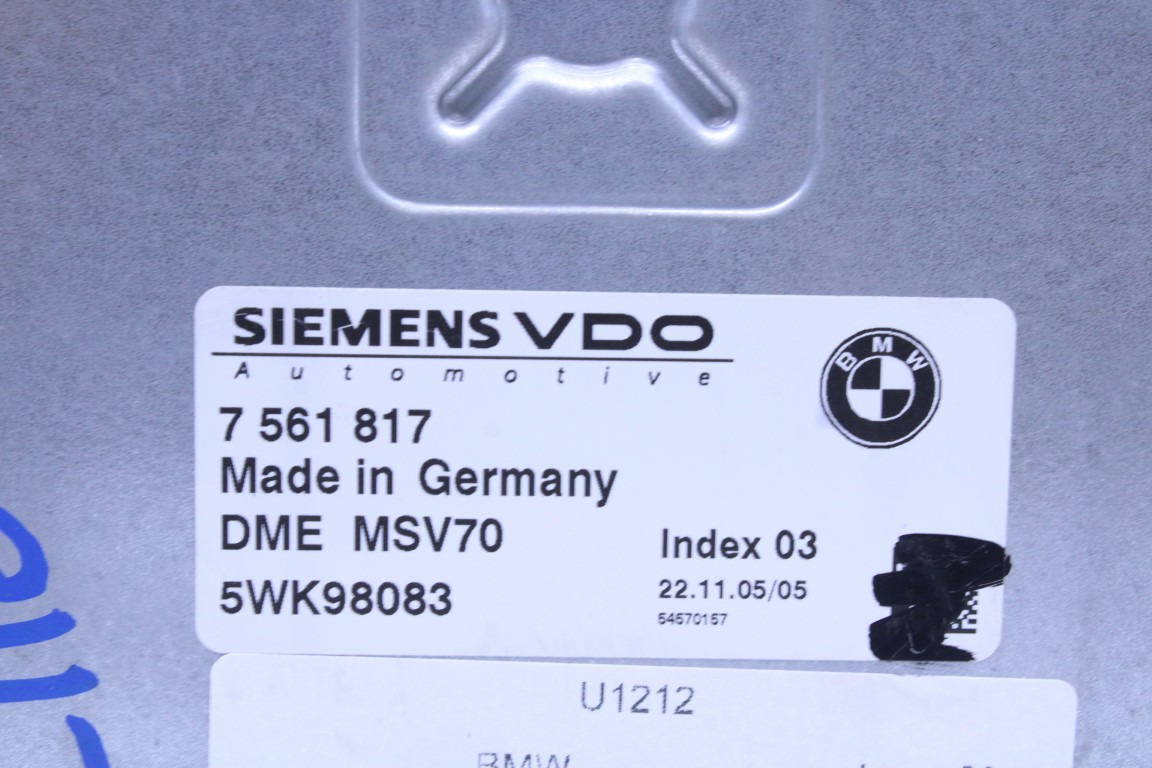 SIEMENS VDO
Automotive
BMW
7 561 817
Made in Germany
DME MSV70
Index 03
5WK98083
22.11.05/05
54670157
U1212
BMW